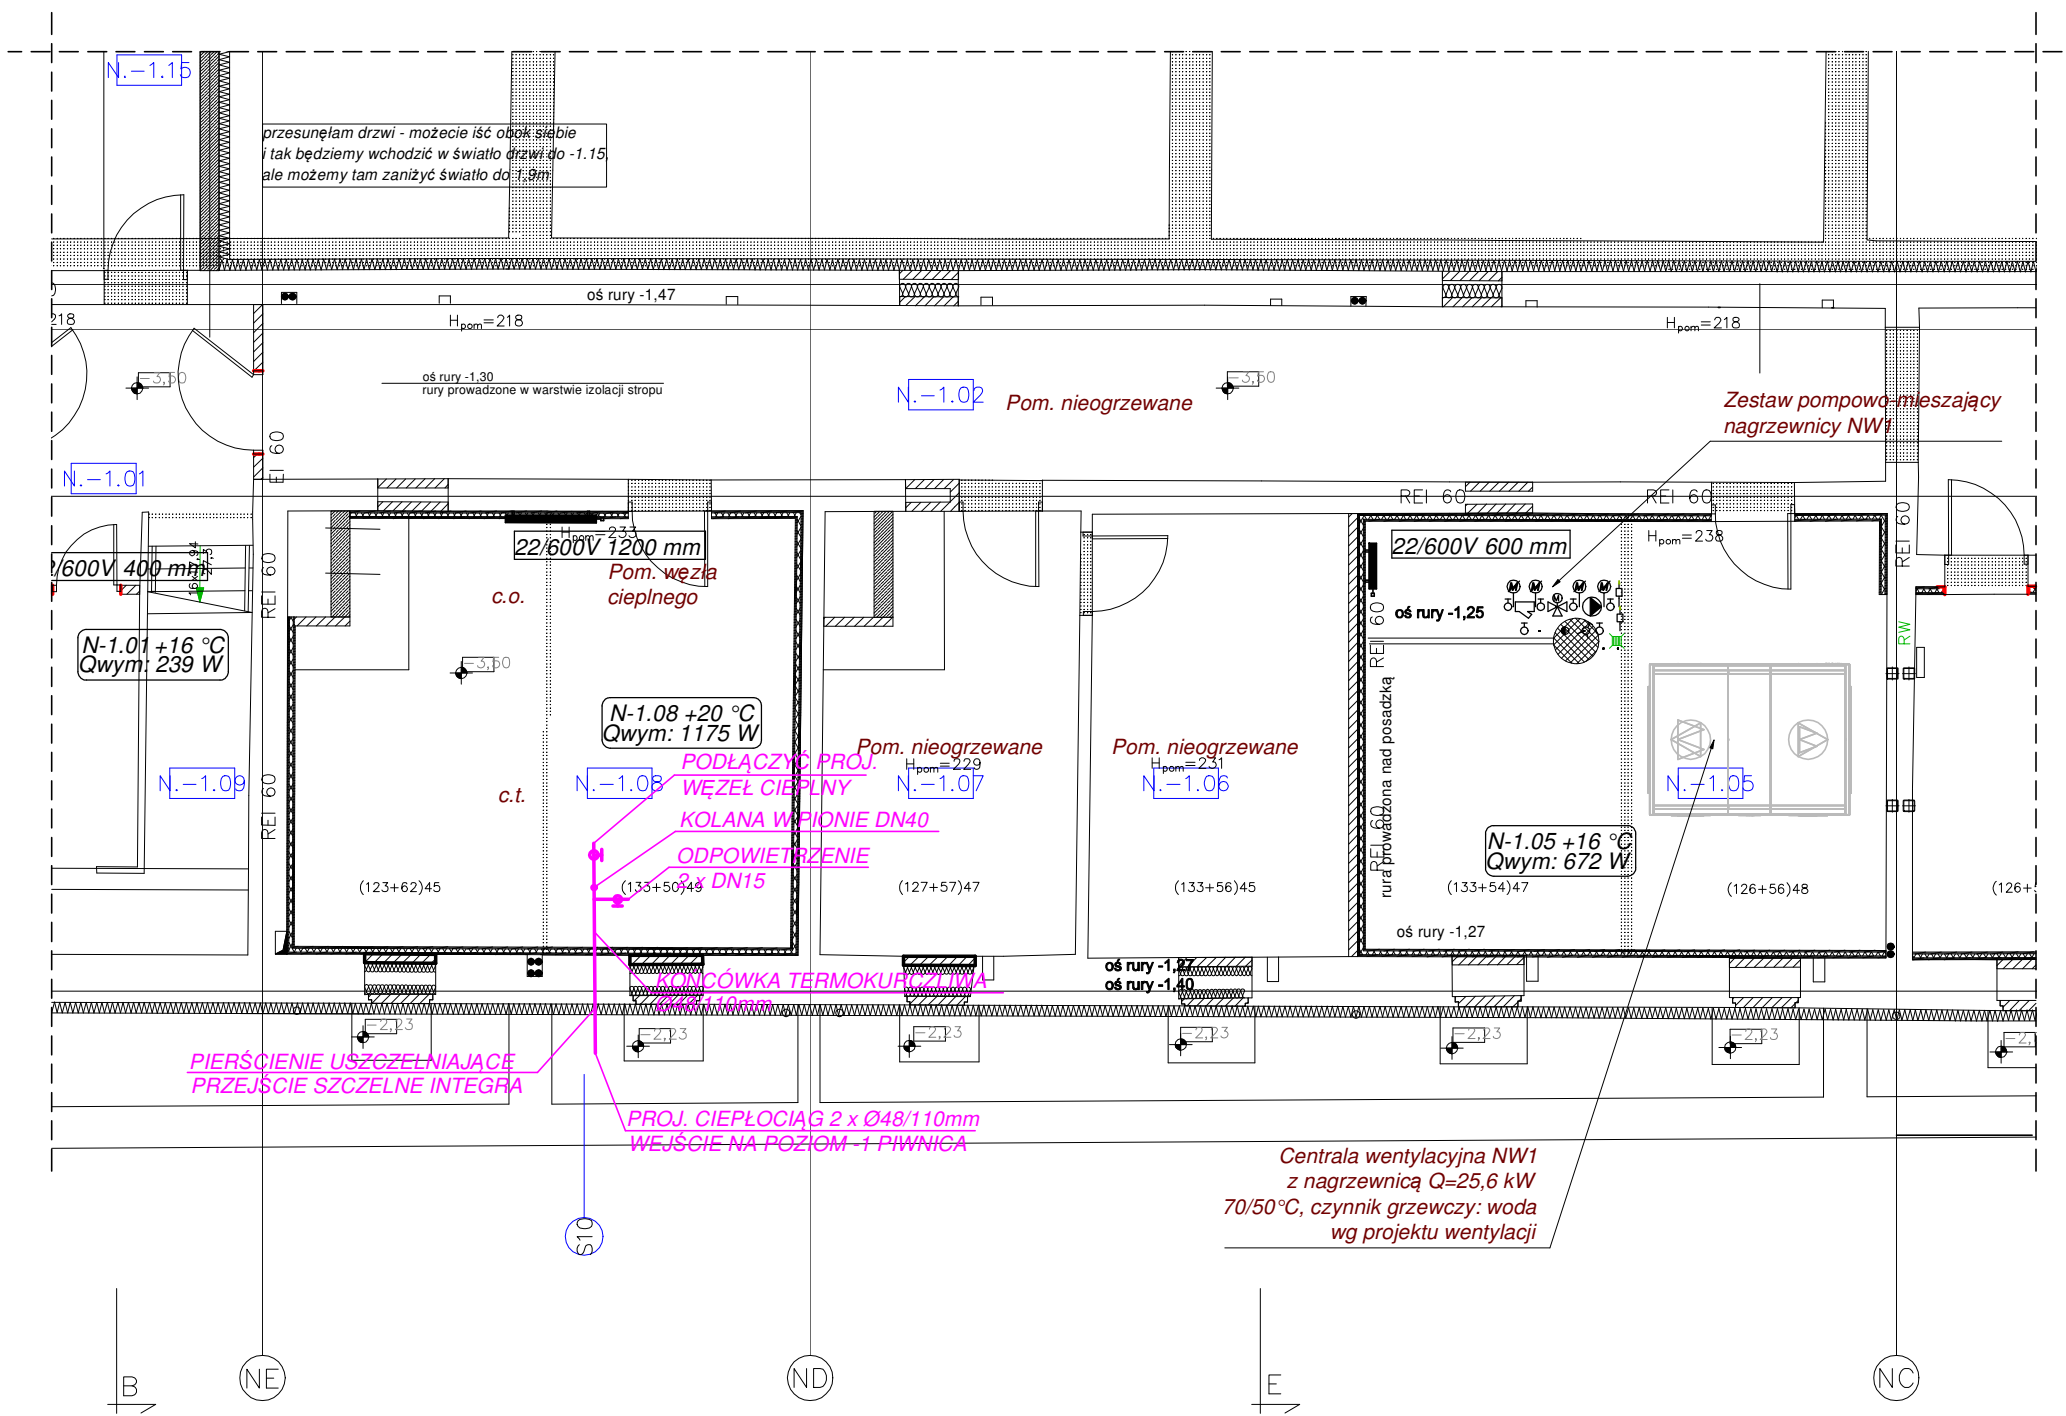 N.-1.15
przesunęłam drzwi - możecie iść obok siebie
i tak będziemy wchodzić w światło drzwi do -1.15,
ale możemy tam zaniżyć światło do 1,9m
oś rury -1,47
218
Hpom=218
Hpom=218
-3,50
oś rury -1,30
rury prowadzone w warstwie izolacji stropu
N.-1.02
Pom. nieogrzewane
-3,50
Zestaw pompowo-mieszający
nagrzewnicy NW1
EI 60
N.-1.01
REI 60
REI 60
REI 60
Hpom=233
22/600V 1200 mm
22/600V 600 mm
Hpom=238
/600V 400 mm
27,5
REI 60
Pom. węzła
cieplnego
c.o.
oś rury -1,25
REI 60
RW
N-1.01 +16 °C
Qwym: 239 W
-3,50
rura prowadzona nad posadzką
N-1.08 +20 °C
Qwym: 1175 W
Pom. nieogrzewane
Hpom=229
Pom. nieogrzewane
Hpom=231
PODŁĄCZYĆ PROJ.
WĘZEŁ CIEPLNY
N.-1.09
REI 60
c.t.
N.-1.08
N.-1.07
N.-1.06
N.-1.05
KOLANA W PIONIE DN40
REI 60
N-1.05 +16 °C
Qwym: 672 W
ODPOWIETRZENIE
2 x DN15
(123+62)45
(133+50)49
(127+57)47
(133+56)45
(133+54)47
(126+56)48
(126+
oś rury -1,27
oś rury -1,27
oś rury -1,40
KOŃCÓWKA TERMOKURCZLIWA
Ø48/110mm
-2,23
-2,23
-2,23
-2,23
-2,23
-2,23
-2,
PIERŚCIENIE USZCZELNIAJĄCE
PRZEJŚCIE SZCZELNE INTEGRA
PROJ. CIEPŁOCIĄG 2 x Ø48/110mm
WEJŚCIE NA POZIOM -1 PIWNICA
Centrala wentylacyjna NW1
z nagrzewnicą Q=25,6 kW
70/50°C, czynnik grzewczy: woda
wg projektu wentylacji
S10
B
NE
ND
E
NC